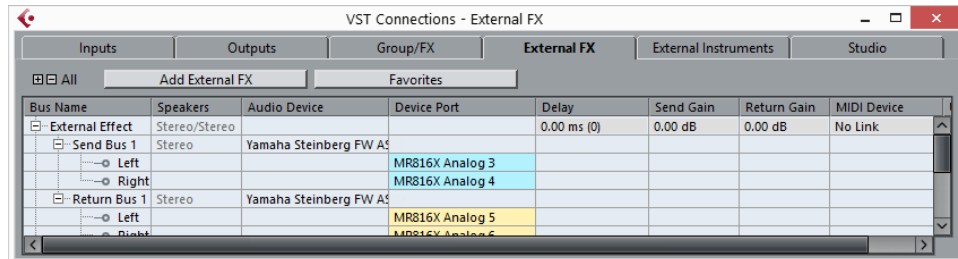 VST Connections - External FX
Inputs Outputs Group/FX External FX External Instruments Studio
All Add External FX Favorites
Bus Name Speakers Audio Device Device Port Delay Send Gain Return Gain MIDI Device
External Effect Stereo/Stereo 0.00 ms (0) 0.00 dB 0.00 dB No Link
Send Bus 1 Stereo Yamaha Steinberg FW AS
Left MR816X Analog 3
Right MR816X Analog 4
Return Bus 1 Stereo Yamaha Steinberg FW AS
Left MR816X Analog 5
Right MR816X Analog 6